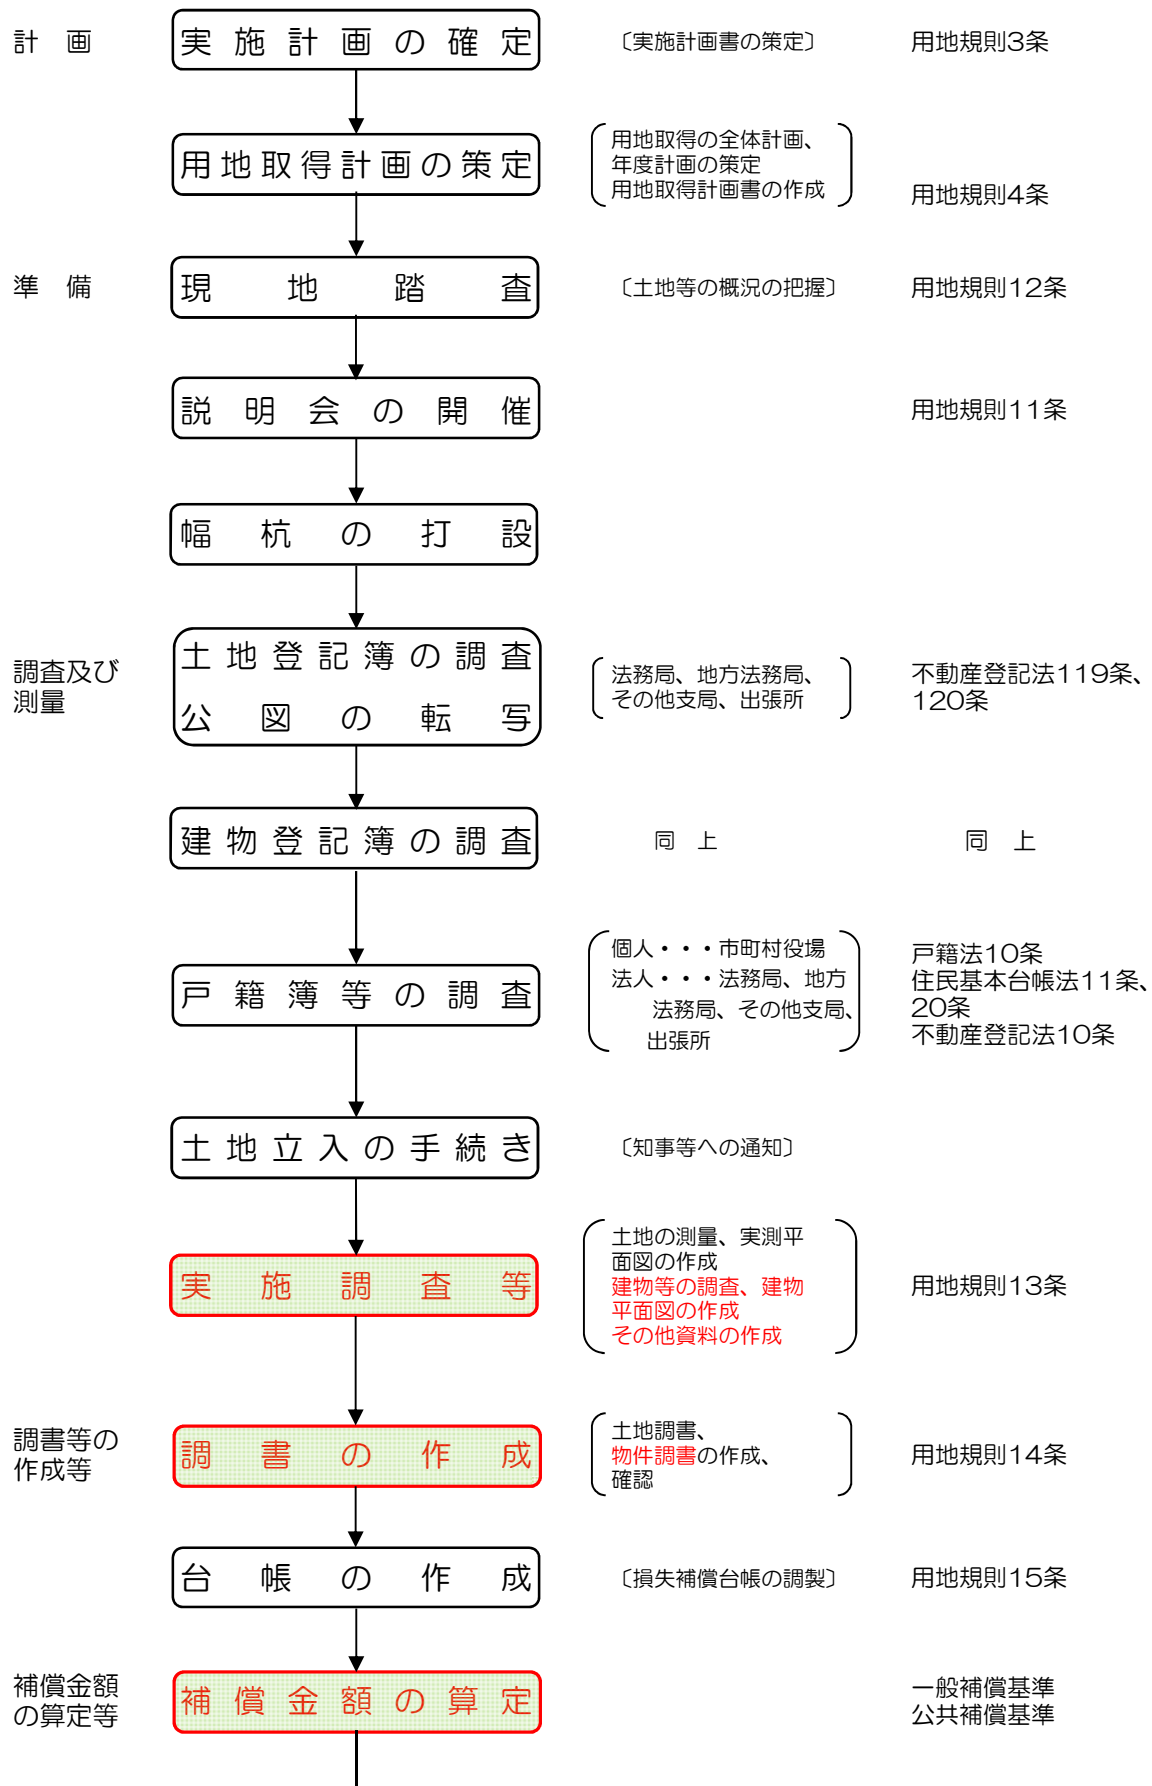 計　画　実施計画の確定　〔実施計画書の策定〕　用地規則3条
用地取得計画の策定
用地取得の全体計画、
年度計画の策定
用地取得計画書の作成
用地規則4条
準　備　現地踏査　〔土地等の概況の把握〕　用地規則12条
説明会の開催　用地規則11条
幅杭の打設
調査及び
測量
土地登記簿の調査
公図の転写
法務局、地方法務局、
その他支局、出張所
不動産登記法119条、
120条
建物登記簿の調査　同　上　同　上
戸籍簿等の調査
個人・・・市町村役場
法人・・・法務局、地方
法務局、その他支局、
出張所
戸籍法10条
住民基本台帳法11条、
20条
不動産登記法10条
土地立入の手続き　〔知事等への通知〕
実施調査等
土地の測量、実測平
面図の作成
建物等の調査、建物
平面図の作成
その他資料の作成
用地規則13条
調書等の
作成等
調書の作成
土地調書、
物件調書の作成、
確認
用地規則14条
台帳の作成　〔損失補償台帳の調製〕　用地規則15条
補償金額
の算定等
補償金額の算定
一般補償基準
公共補償基準